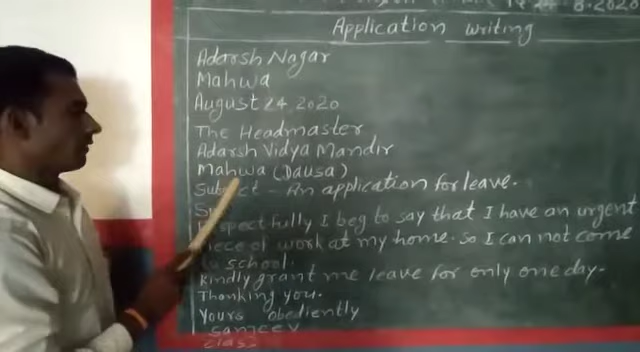 8.2020
Application writing
Adarsh Nagar
Mahwa
August 24, 2020
The Headmaster
Adarsh Vidya Mandir
Mahwa (Dausa)
Subject - An application for leave.
Respectfully I beg to say that I have an urgent
piece of work at my home. So I can not come
to school.
Kindly grant me leave for only one day.
Thanking you.
Yours obediently
Sanjeev
class